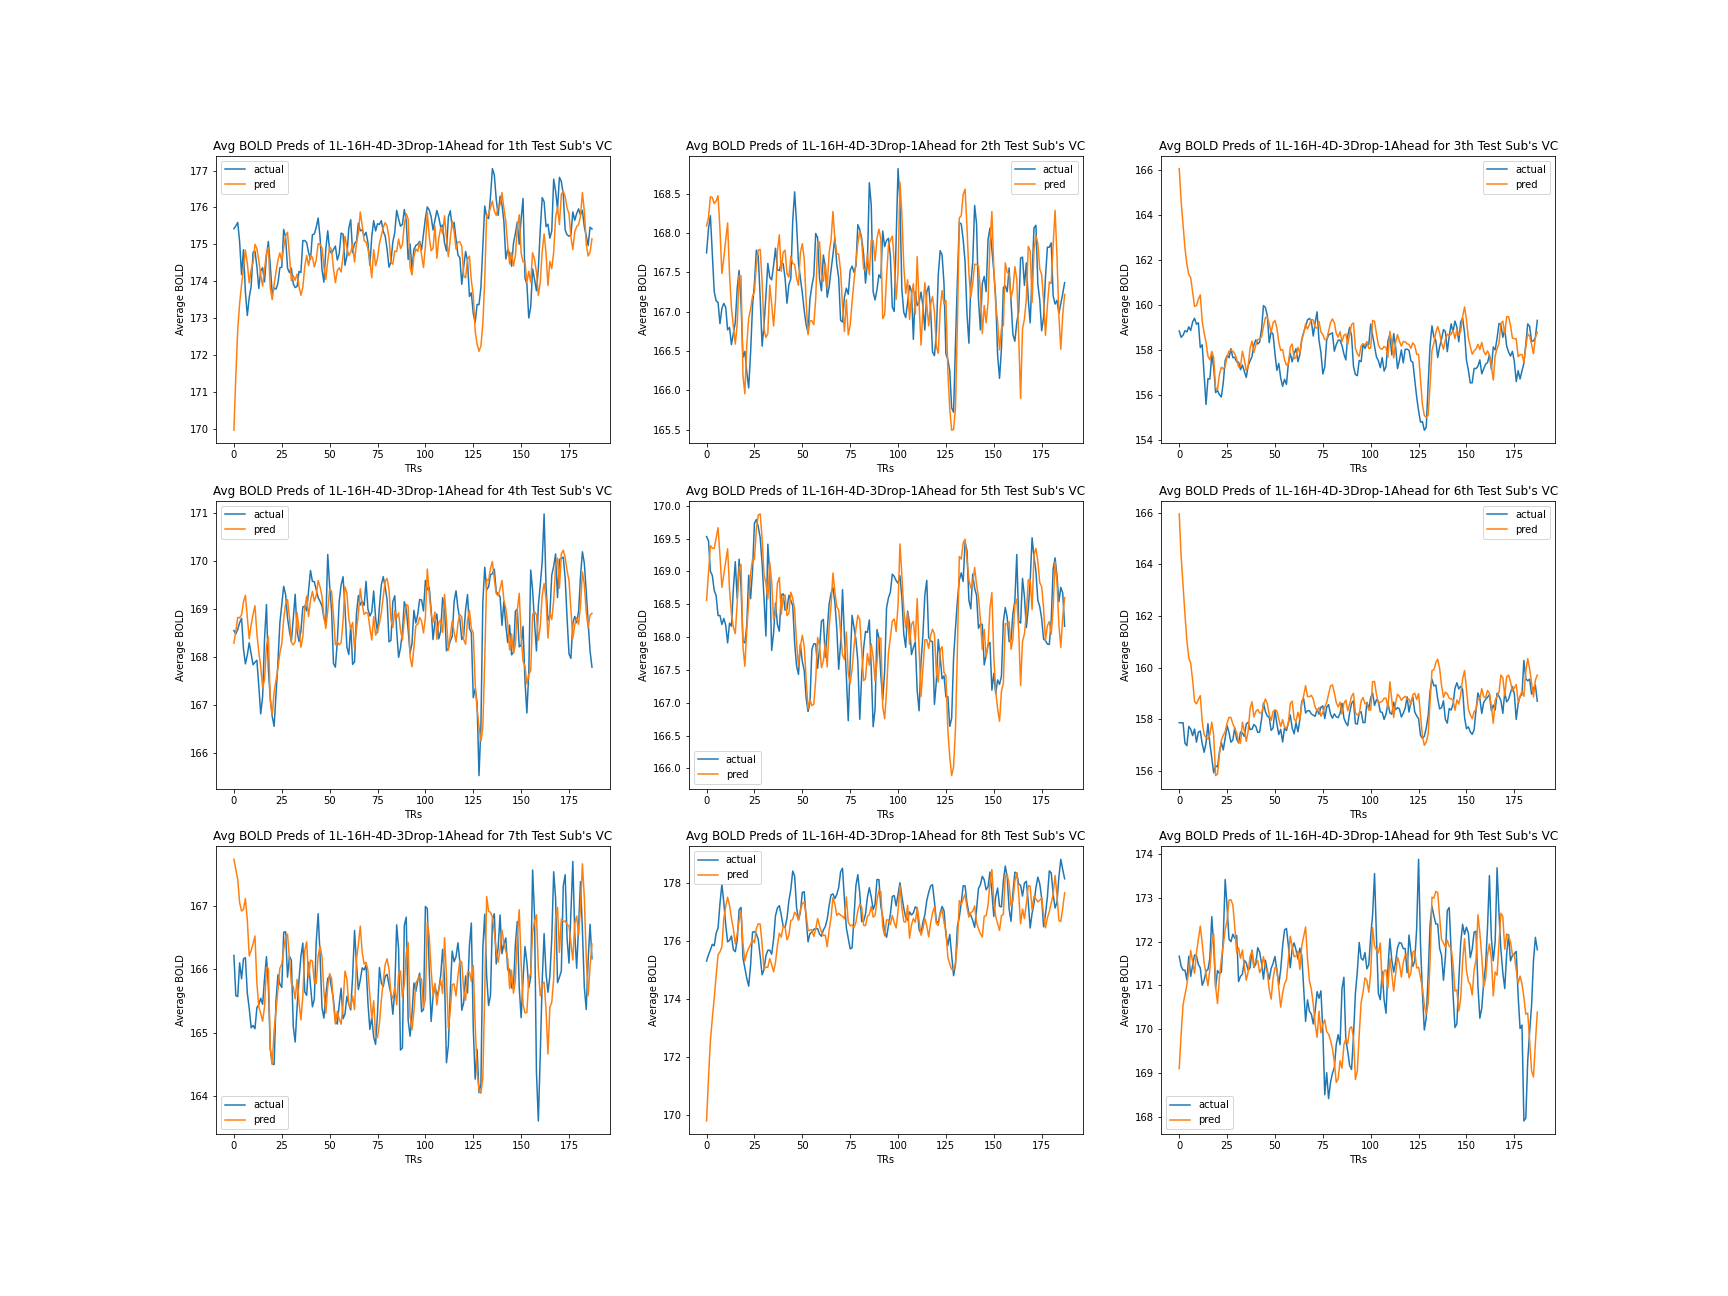 Avg BOLD Preds of 1L-16H-4D-3Drop-1Ahead for 1th Test Sub's VC
actual
pred
177
176
175
174
173
172
171
170
Average BOLD
0 25 50 75 100 125 150 175
TRs
Avg BOLD Preds of 1L-16H-4D-3Drop-1Ahead for 2th Test Sub's VC
actual
pred
168.5
168.0
167.5
167.0
166.5
166.0
165.5
Average BOLD
0 25 50 75 100 125 150 175
TRs
Avg BOLD Preds of 1L-16H-4D-3Drop-1Ahead for 3th Test Sub's VC
actual
pred
166
164
162
160
158
156
154
Average BOLD
0 25 50 75 100 125 150 175
TRs
Avg BOLD Preds of 1L-16H-4D-3Drop-1Ahead for 4th Test Sub's VC
actual
pred
171
170
169
168
167
166
Average BOLD
0 25 50 75 100 125 150 175
TRs
Avg BOLD Preds of 1L-16H-4D-3Drop-1Ahead for 5th Test Sub's VC
170.0
169.5
169.0
168.5
168.0
167.5
167.0
166.5
166.0
Average BOLD
actual
pred
0 25 50 75 100 125 150 175
TRs
Avg BOLD Preds of 1L-16H-4D-3Drop-1Ahead for 6th Test Sub's VC
actual
pred
166
164
162
160
158
156
Average BOLD
0 25 50 75 100 125 150 175
TRs
Avg BOLD Preds of 1L-16H-4D-3Drop-1Ahead for 7th Test Sub's VC
167
166
165
164
Average BOLD
actual
pred
0 25 50 75 100 125 150 175
TRs
Avg BOLD Preds of 1L-16H-4D-3Drop-1Ahead for 8th Test Sub's VC
actual
pred
178
176
174
172
170
Average BOLD
0 25 50 75 100 125 150 175
TRs
Avg BOLD Preds of 1L-16H-4D-3Drop-1Ahead for 9th Test Sub's VC
174
173
172
171
170
169
168
Average BOLD
actual
pred
0 25 50 75 100 125 150 175
TRs